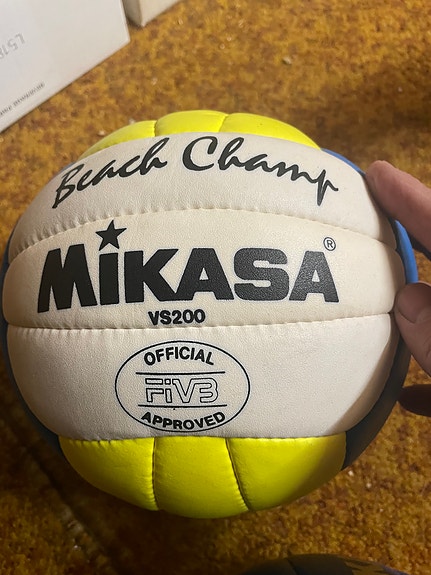 Beach Champ
MiKASA®
VS200
OFFICIAL
FiVB
APPROVED